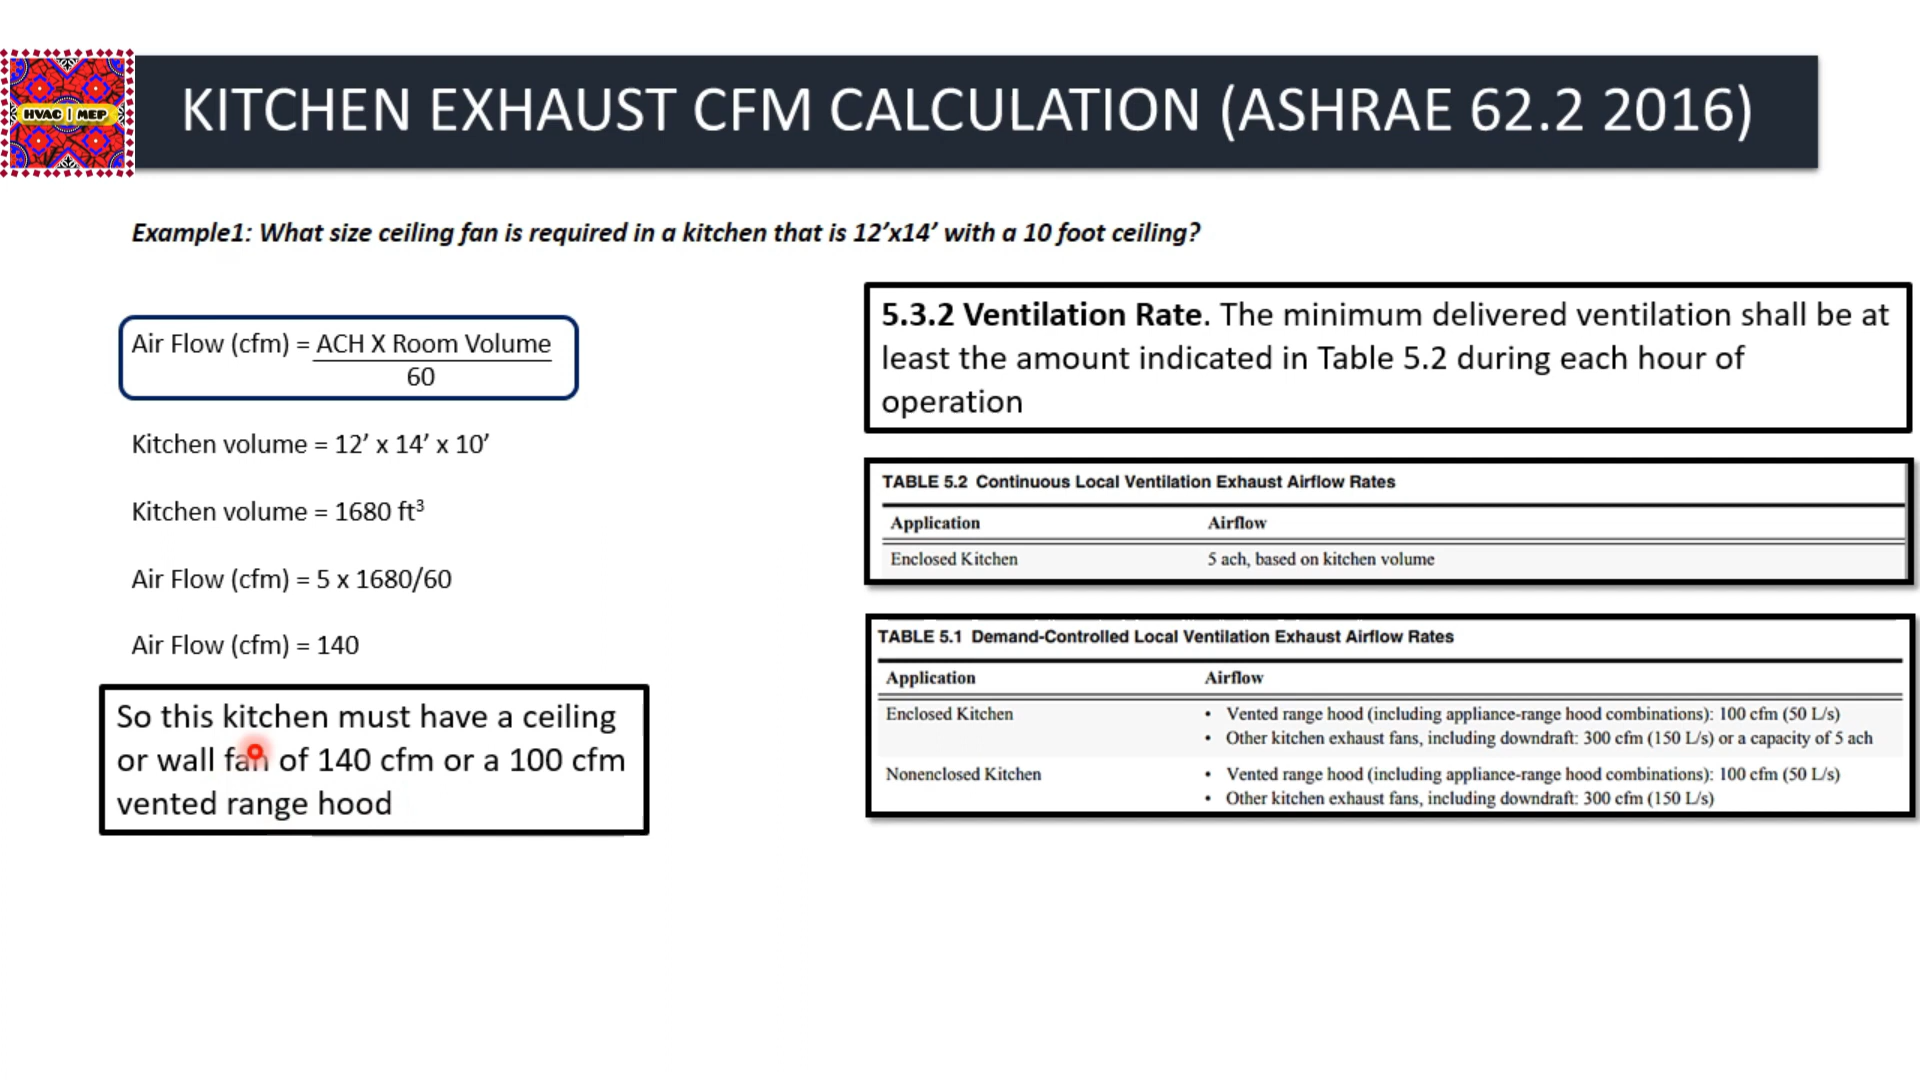 HVAC | MEP
KITCHEN EXHAUST CFM CALCULATION (ASHRAE 62.2 2016)
Example1: What size ceiling fan is required in a kitchen that is 12’x14’ with a 10 foot ceiling?
Air Flow (cfm) = ACH X Room Volume
60
Kitchen volume = 12’ x 14’ x 10’
Kitchen volume = 1680 ft³
Air Flow (cfm) = 5 x 1680/60
Air Flow (cfm) = 140
So this kitchen must have a ceiling
or wall fan of 140 cfm or a 100 cfm
vented range hood
5.3.2 Ventilation Rate. The minimum delivered ventilation shall be at
least the amount indicated in Table 5.2 during each hour of
operation
TABLE 5.2 Continuous Local Ventilation Exhaust Airflow Rates
Application Airflow
Enclosed Kitchen 5 ach, based on kitchen volume
TABLE 5.1 Demand-Controlled Local Ventilation Exhaust Airflow Rates
Application Airflow
Enclosed Kitchen • Vented range hood (including appliance-range hood combinations): 100 cfm (50 L/s)
• Other kitchen exhaust fans, including downdraft: 300 cfm (150 L/s) or a capacity of 5 ach
Nonenclosed Kitchen • Vented range hood (including appliance-range hood combinations): 100 cfm (50 L/s)
• Other kitchen exhaust fans, including downdraft: 300 cfm (150 L/s)